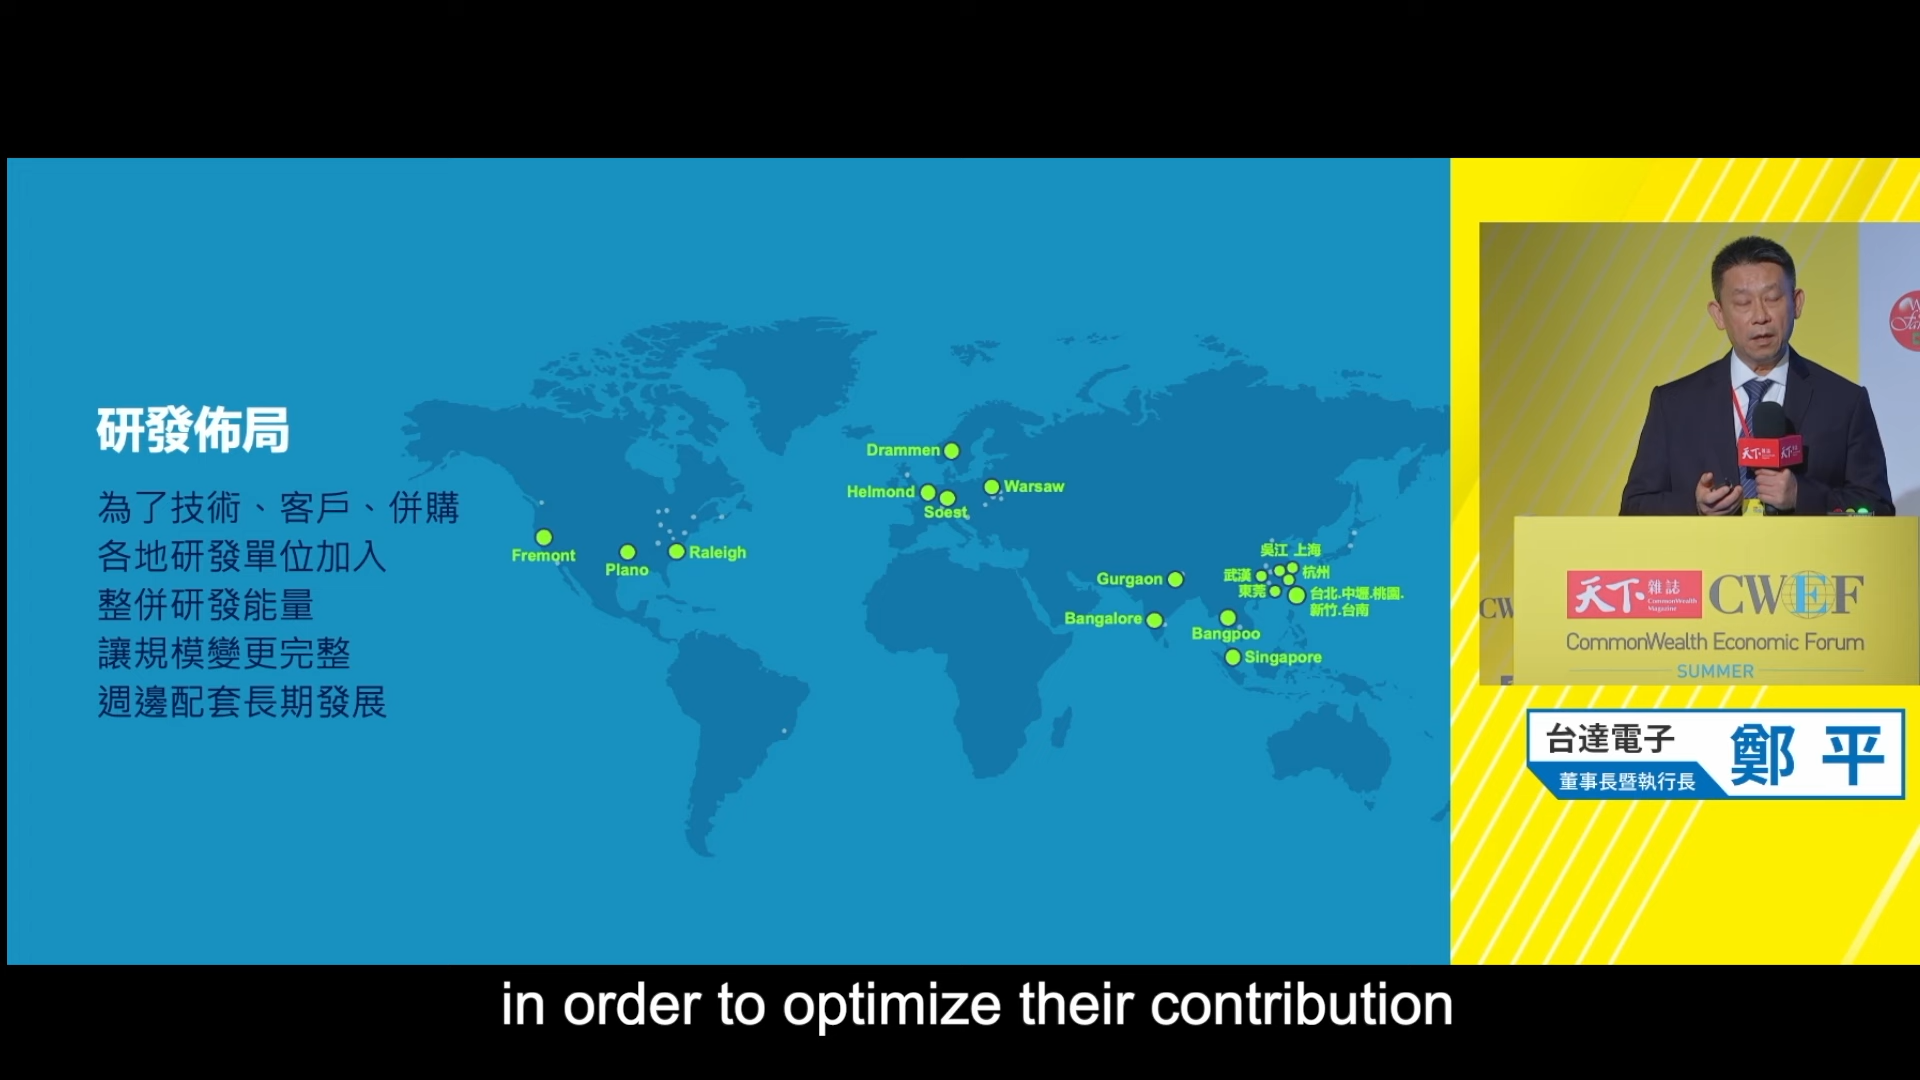 研發佈局
為了技術、客戶、併購
各地研發單位加入
整併研發能量
讓規模變更完整
週邊配套長期發展
Drammen
Helmond
Soest
Warsaw
Fremont
Plano
Raleigh
Gurgaon
Bangalore
Bangpoo
Singapore
吳江 上海
武漢
杭州
東莞
台北.中壢.桃園.
新竹.台南
天下
天下雜誌
CommonWealth
Magazine
CWEF
CW
CommonWealth Economic Forum
SUMMER
台達電子
董事長暨執行長
鄭 平
in order to optimize their contribution